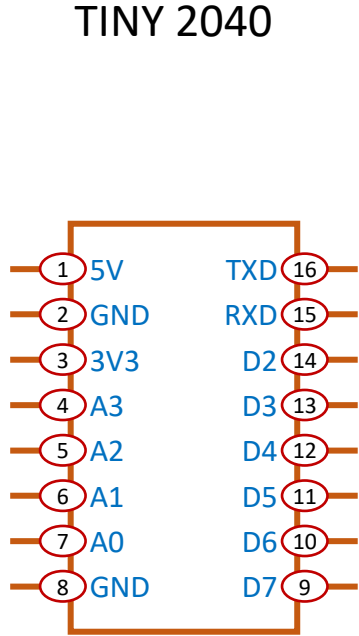 TINY 2040
1 5V TXD 16
2 GND RXD 15
3 3V3 D2 14
4 A3 D3 13
5 A2 D4 12
6 A1 D5 11
7 A0 D6 10
8 GND D7 9